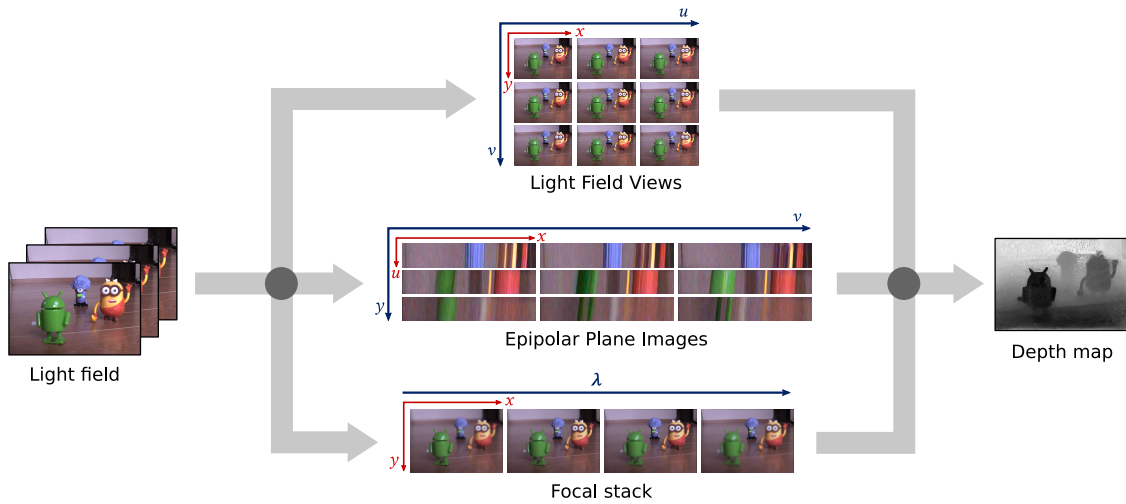 u
x
y
v
Light Field Views
v
x
u
y
Epipolar Plane Images
Light field
Depth map
λ
x
y
Focal stack